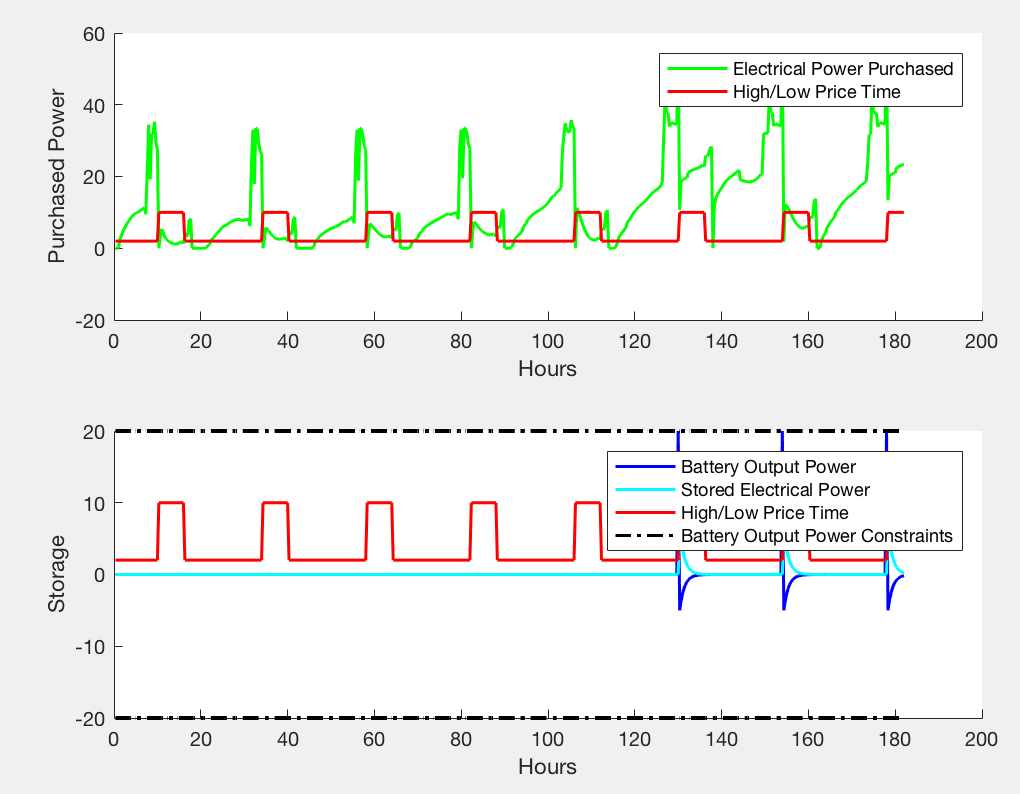 60
Electrical Power Purchased
High/Low Price Time
40
20
0
-20
Purchased Power
0 20 40 60 80 100 120 140 160 180 200
Hours
20
Battery Output Power
Stored Electrical Power
High/Low Price Time
Battery Output Power Constraints
10
0
-10
-20
Storage
0 20 40 60 80 100 120 140 160 180 200
Hours